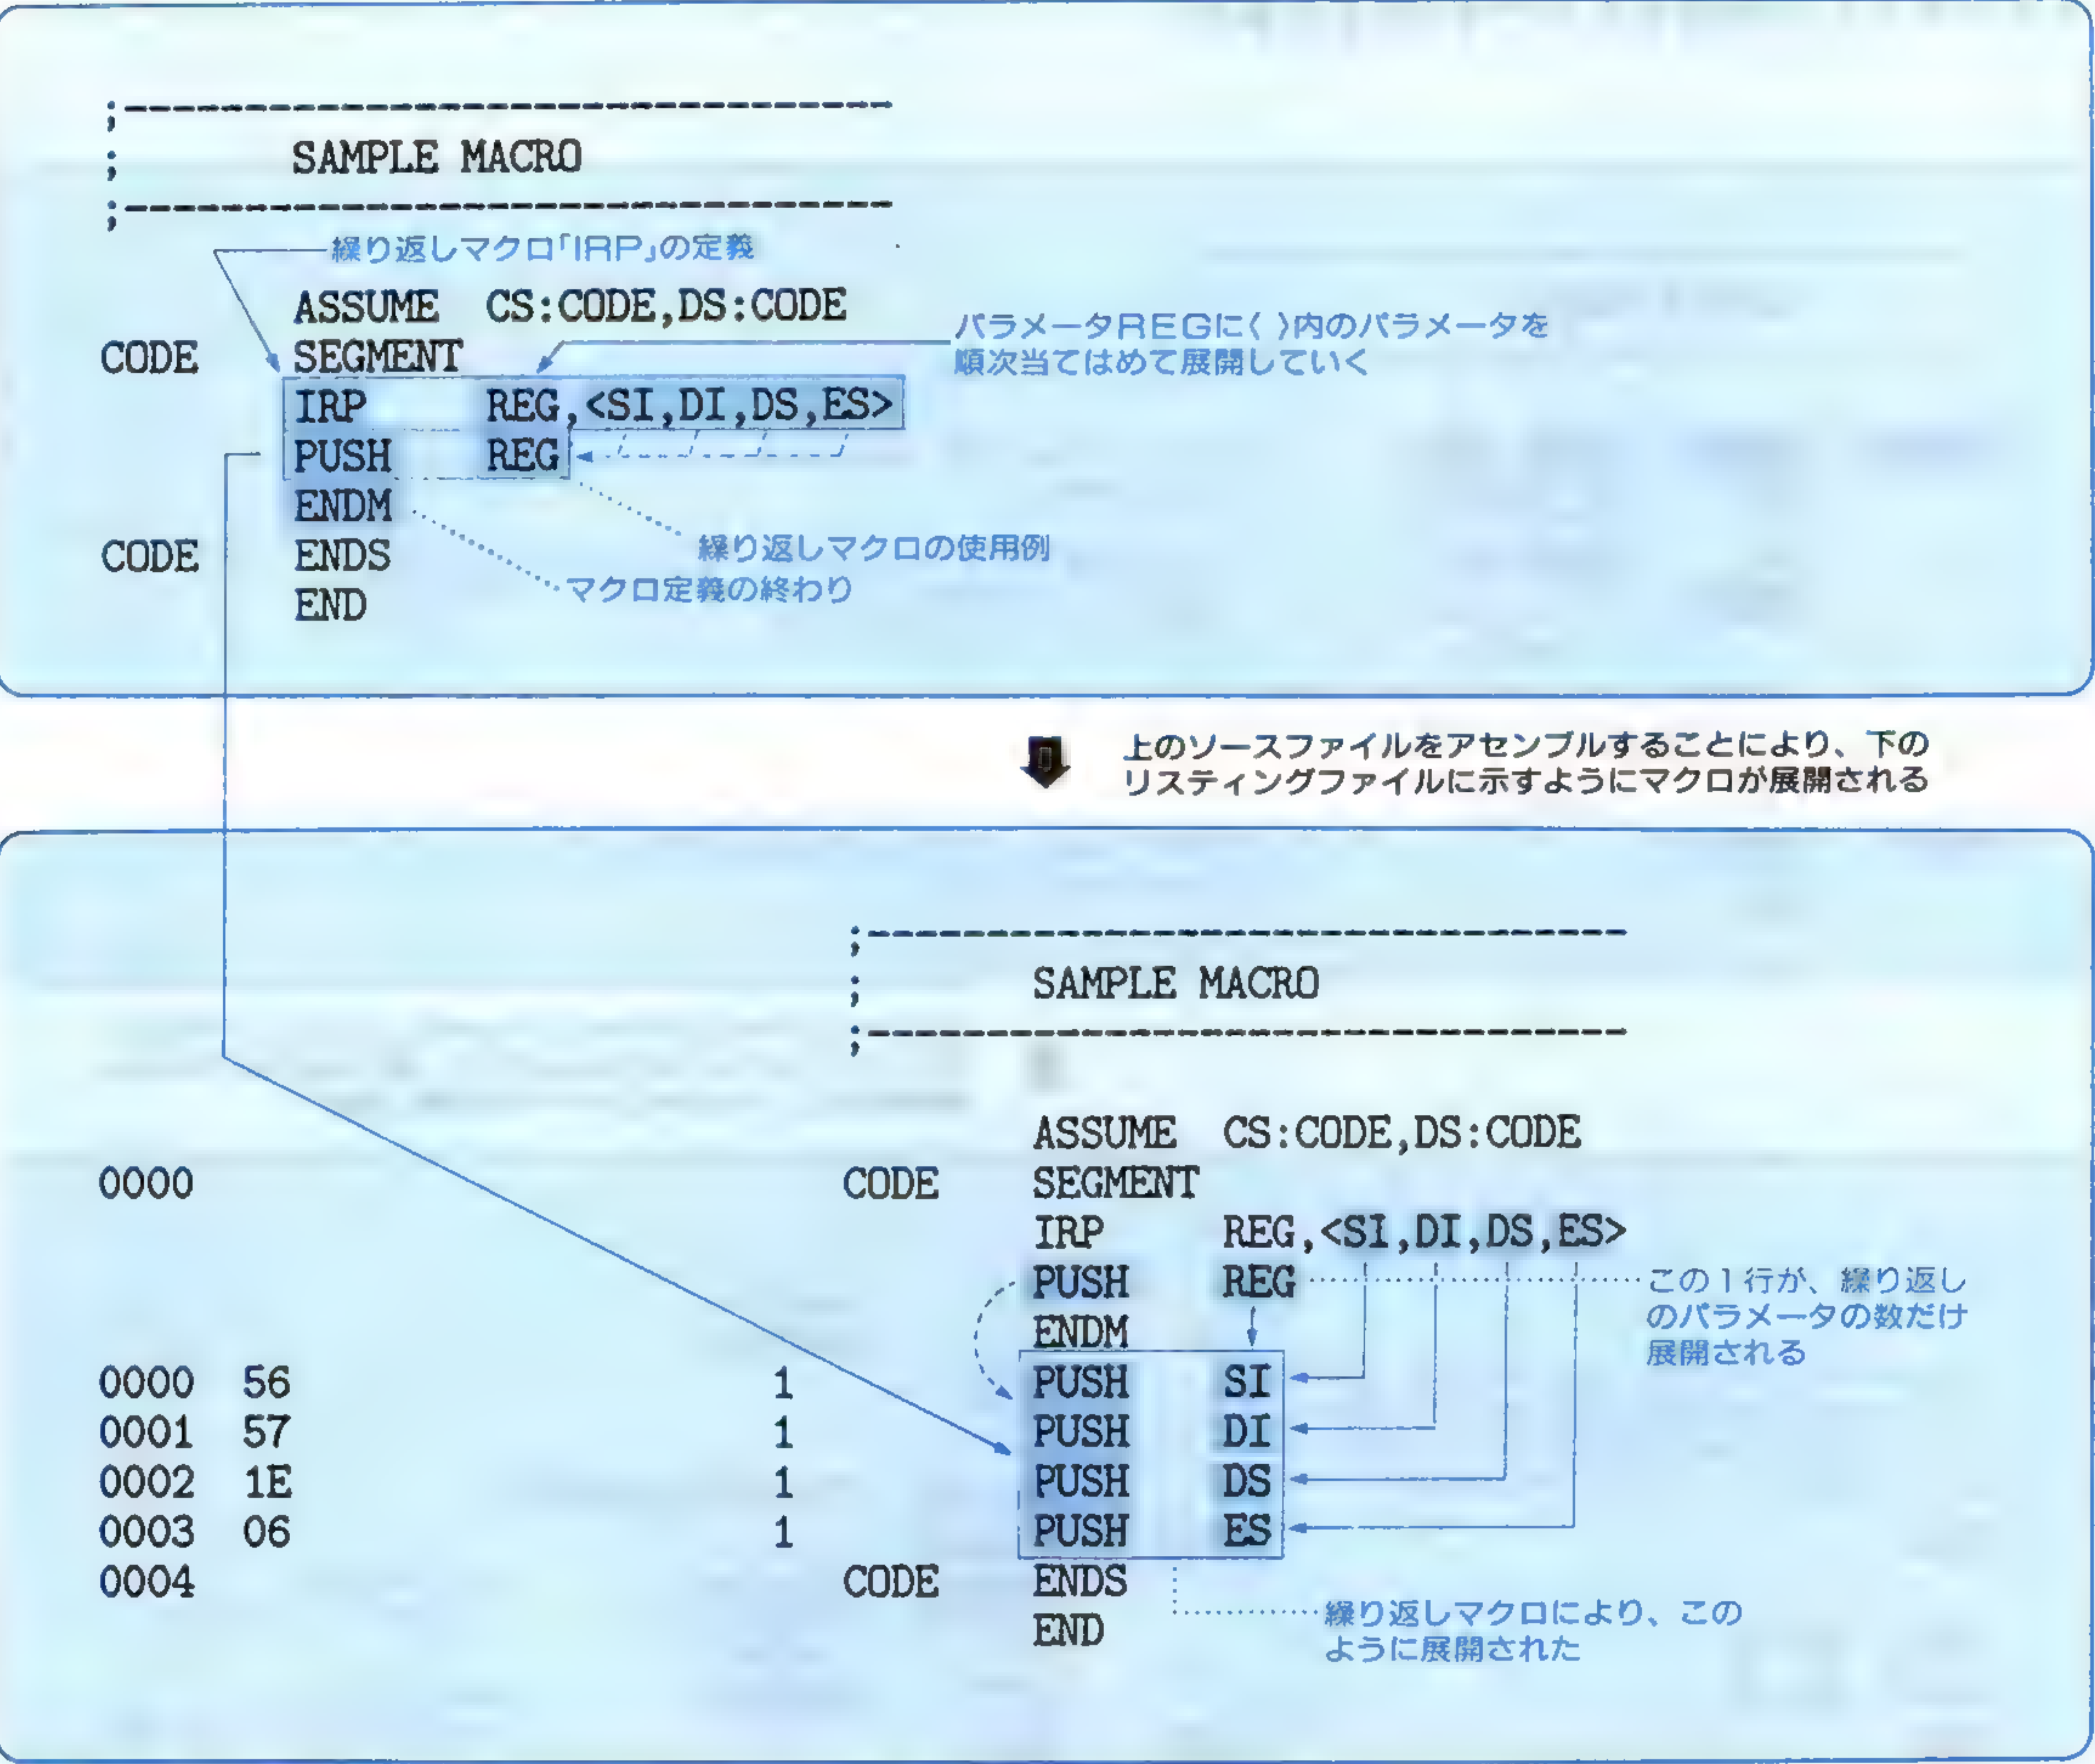 ;--------------------------------
;       SAMPLE MACRO
;--------------------------------
繰り返しマクロ「IRP」の定義
ASSUME  CS:CODE,DS:CODE
パラメータREGに〈 〉内のパラメータを
CODE    SEGMENT
順次当てはめて展開していく
IRP     REG,<SI,DI,DS,ES>
PUSH    REG
ENDM
繰り返しマクロの使用例
CODE    ENDS
マクロ定義の終わり
END
上のソースファイルをアセンブルすることにより、下の
リスティングファイルに示すようにマクロが展開される
;--------------------------------
;       SAMPLE MACRO
;--------------------------------
ASSUME  CS:CODE,DS:CODE
0000    CODE    SEGMENT
IRP     REG,<SI,DI,DS,ES>
PUSH    REG
この1行が、繰り返し
のパラメータの数だけ
展開される
ENDM
0000  56    1    PUSH    SI
0001  57    1    PUSH    DI
0002  1E    1    PUSH    DS
0003  06    1    PUSH    ES
0004    CODE    ENDS
END
繰り返しマクロにより、この
ように展開された